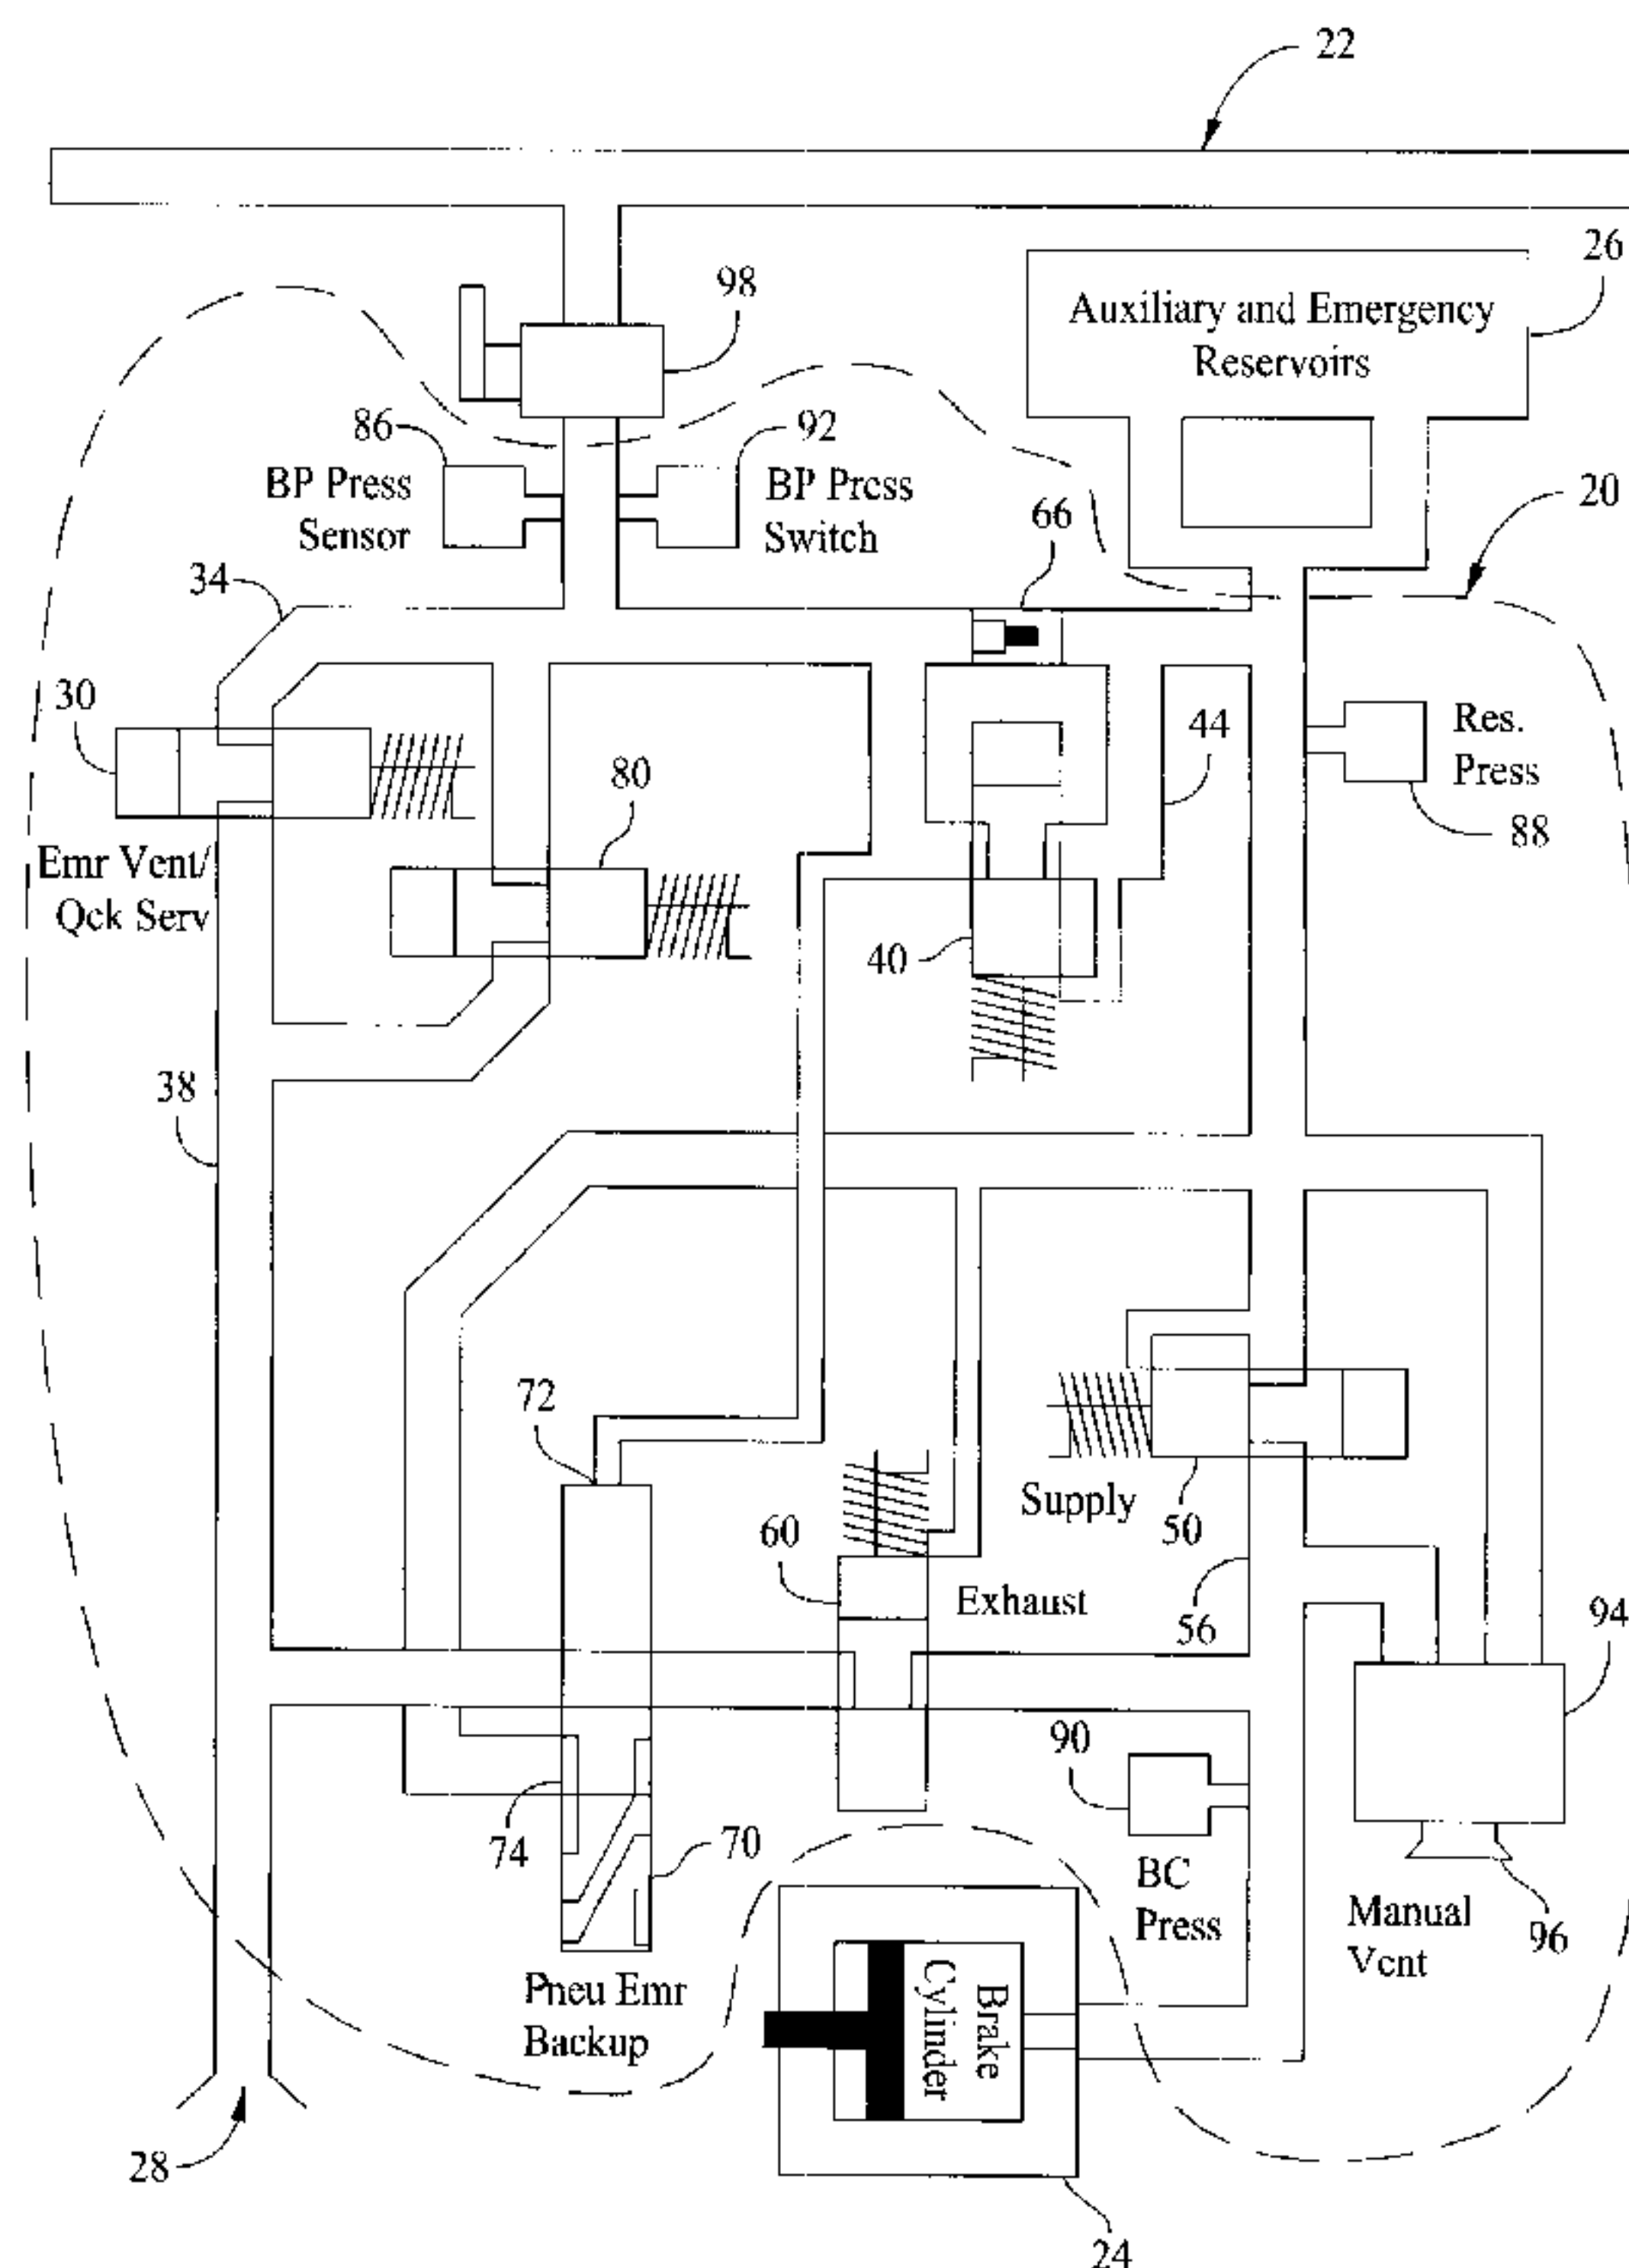 22
26
98
Auxiliary and Emergency
Reservoirs
86
92
BP Press
Sensor
BP Press
Switch
66
20
34
30
Res.
Press
44
80
88
Emr Vent/
Qck Serv
40
38
72
Supply
50
60
Exhaust
56
94
90
74
70
BC
Press
Manual
Vent
96
Pneu Emr
Backup
Brake
Cylinder
28
24